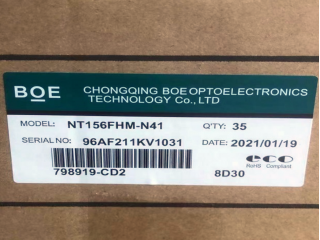 BOE
CHONGQING BOE OPTOELECTRONICS
TECHNOLOGY Co., LTD
MODEL: NT156FHM-N41 Q'TY: 35
SERIAL NO: 96AF211KV1031 DATE: 2021/01/19
eco
RoHS Compliant
798919-CD2 8D30